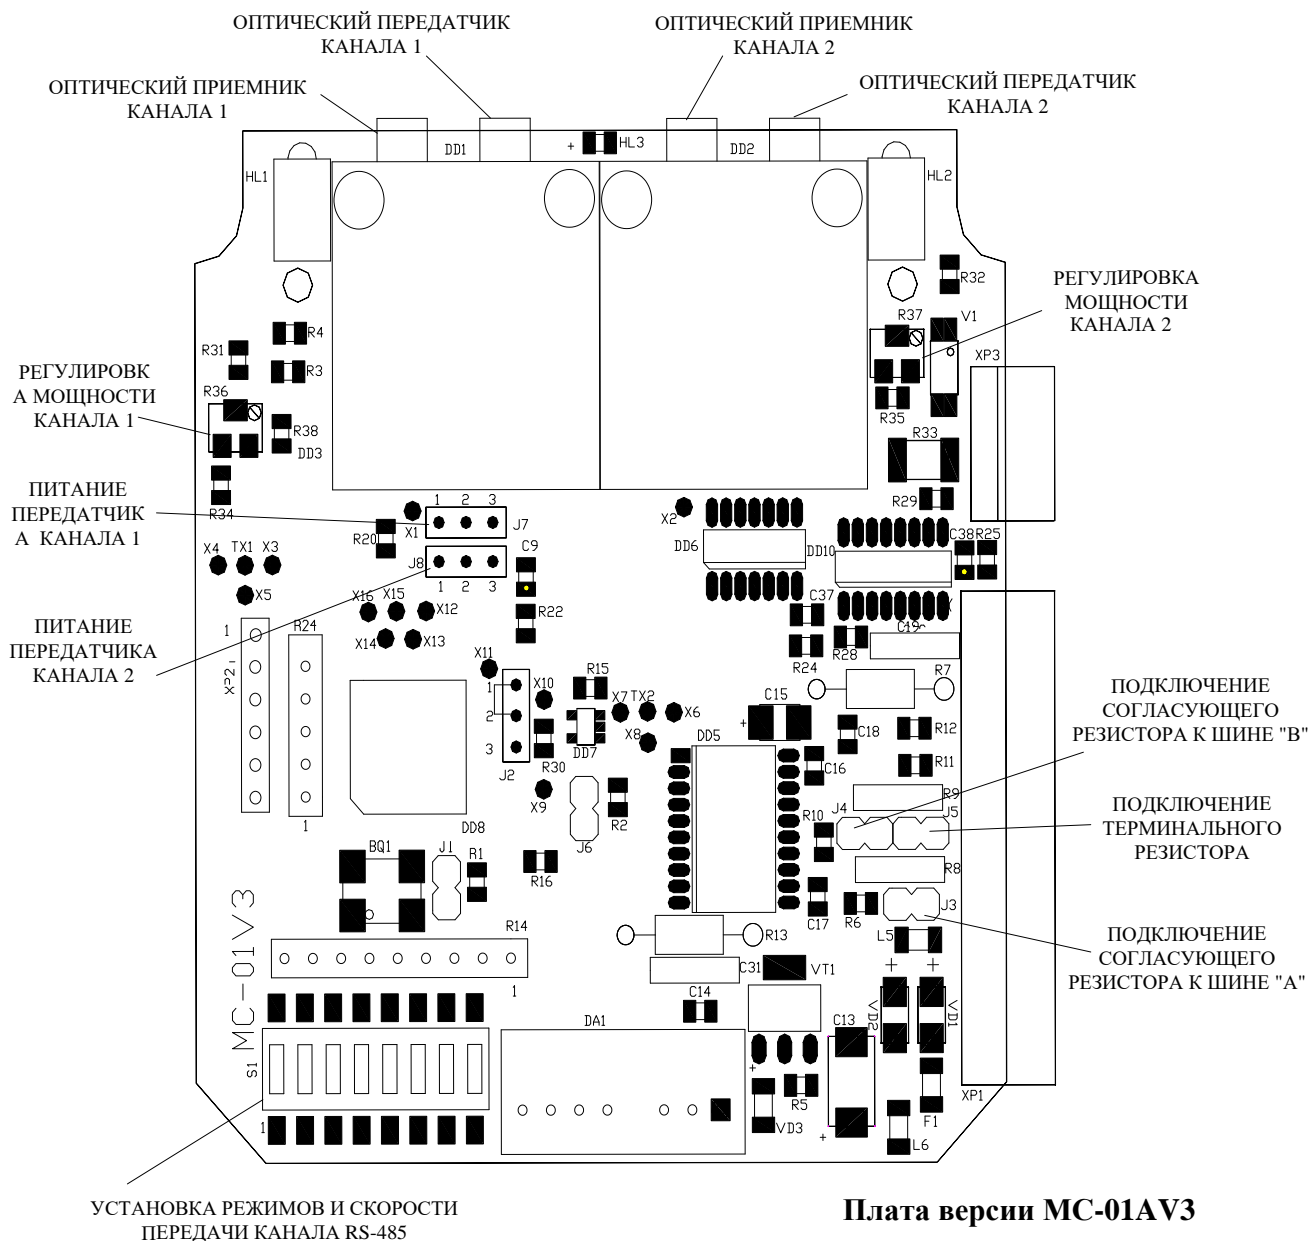 ОПТИЧЕСКИЙ ПЕРЕДАТЧИК
КАНАЛА 1
ОПТИЧЕСКИЙ ПРИЕМНИК
КАНАЛА 2
ОПТИЧЕСКИЙ ПРИЕМНИК
КАНАЛА 1
ОПТИЧЕСКИЙ ПЕРЕДАТЧИК
КАНАЛА 2
DD1
+
HL3
DD2
HL1
HL2
R32
РЕГУЛИРОВКА
МОЩНОСТИ
КАНАЛА 2
R37
V1
R4
R31
R3
XP3
РЕГУЛИРОВК
А МОЩНОСТИ
КАНАЛА 1
R36
R35
R38
R33
DD3
ПИТАНИЕ
ПЕРЕДАТЧИК
А КАНАЛА 1
R34
R29
1 2 3
X1
J7
X2
R20
C9
DD6
DD10
C38
R25
X4
TX1
X3
J8
1 2 3
X5
X16
X15
X12
R22
C37
X14
X13
R24
R28
C19
ПИТАНИЕ
ПЕРЕДАТЧИКА
КАНАЛА 2
1
XP2
R24
X11
1
X10
R15
R7
ПОДКЛЮЧЕНИЕ
СОГЛАСУЮЩЕГО
РЕЗИСТОРА К ШИНЕ "B"
X7
TX2
X6
C15
+
2
X8
R12
C18
3
DD7
DD5
R30
J2
C16
R11
X9
R9
ПОДКЛЮЧЕНИЕ
ТЕРМИНАЛЬНОГО
РЕЗИСТОРА
1
DD8
R2
R10
J4
J5
BQ1
J1
R1
J6
R16
R8
J3
R6
C17
MC-01V3
R14
R13
L5
ПОДКЛЮЧЕНИЕ
СОГЛАСУЮЩЕГО
РЕЗИСТОРА К ШИНЕ "A"
C31
VT1
+
+
1
C14
DA1
C13
VD2
VD1
S1
+
R5
XP1
1
VD3
+
F1
L6
УСТАНОВКА РЕЖИМОВ И СКОРОСТИ
ПЕРЕДАЧИ КАНАЛА RS-485
Плата версии MC-01AV3